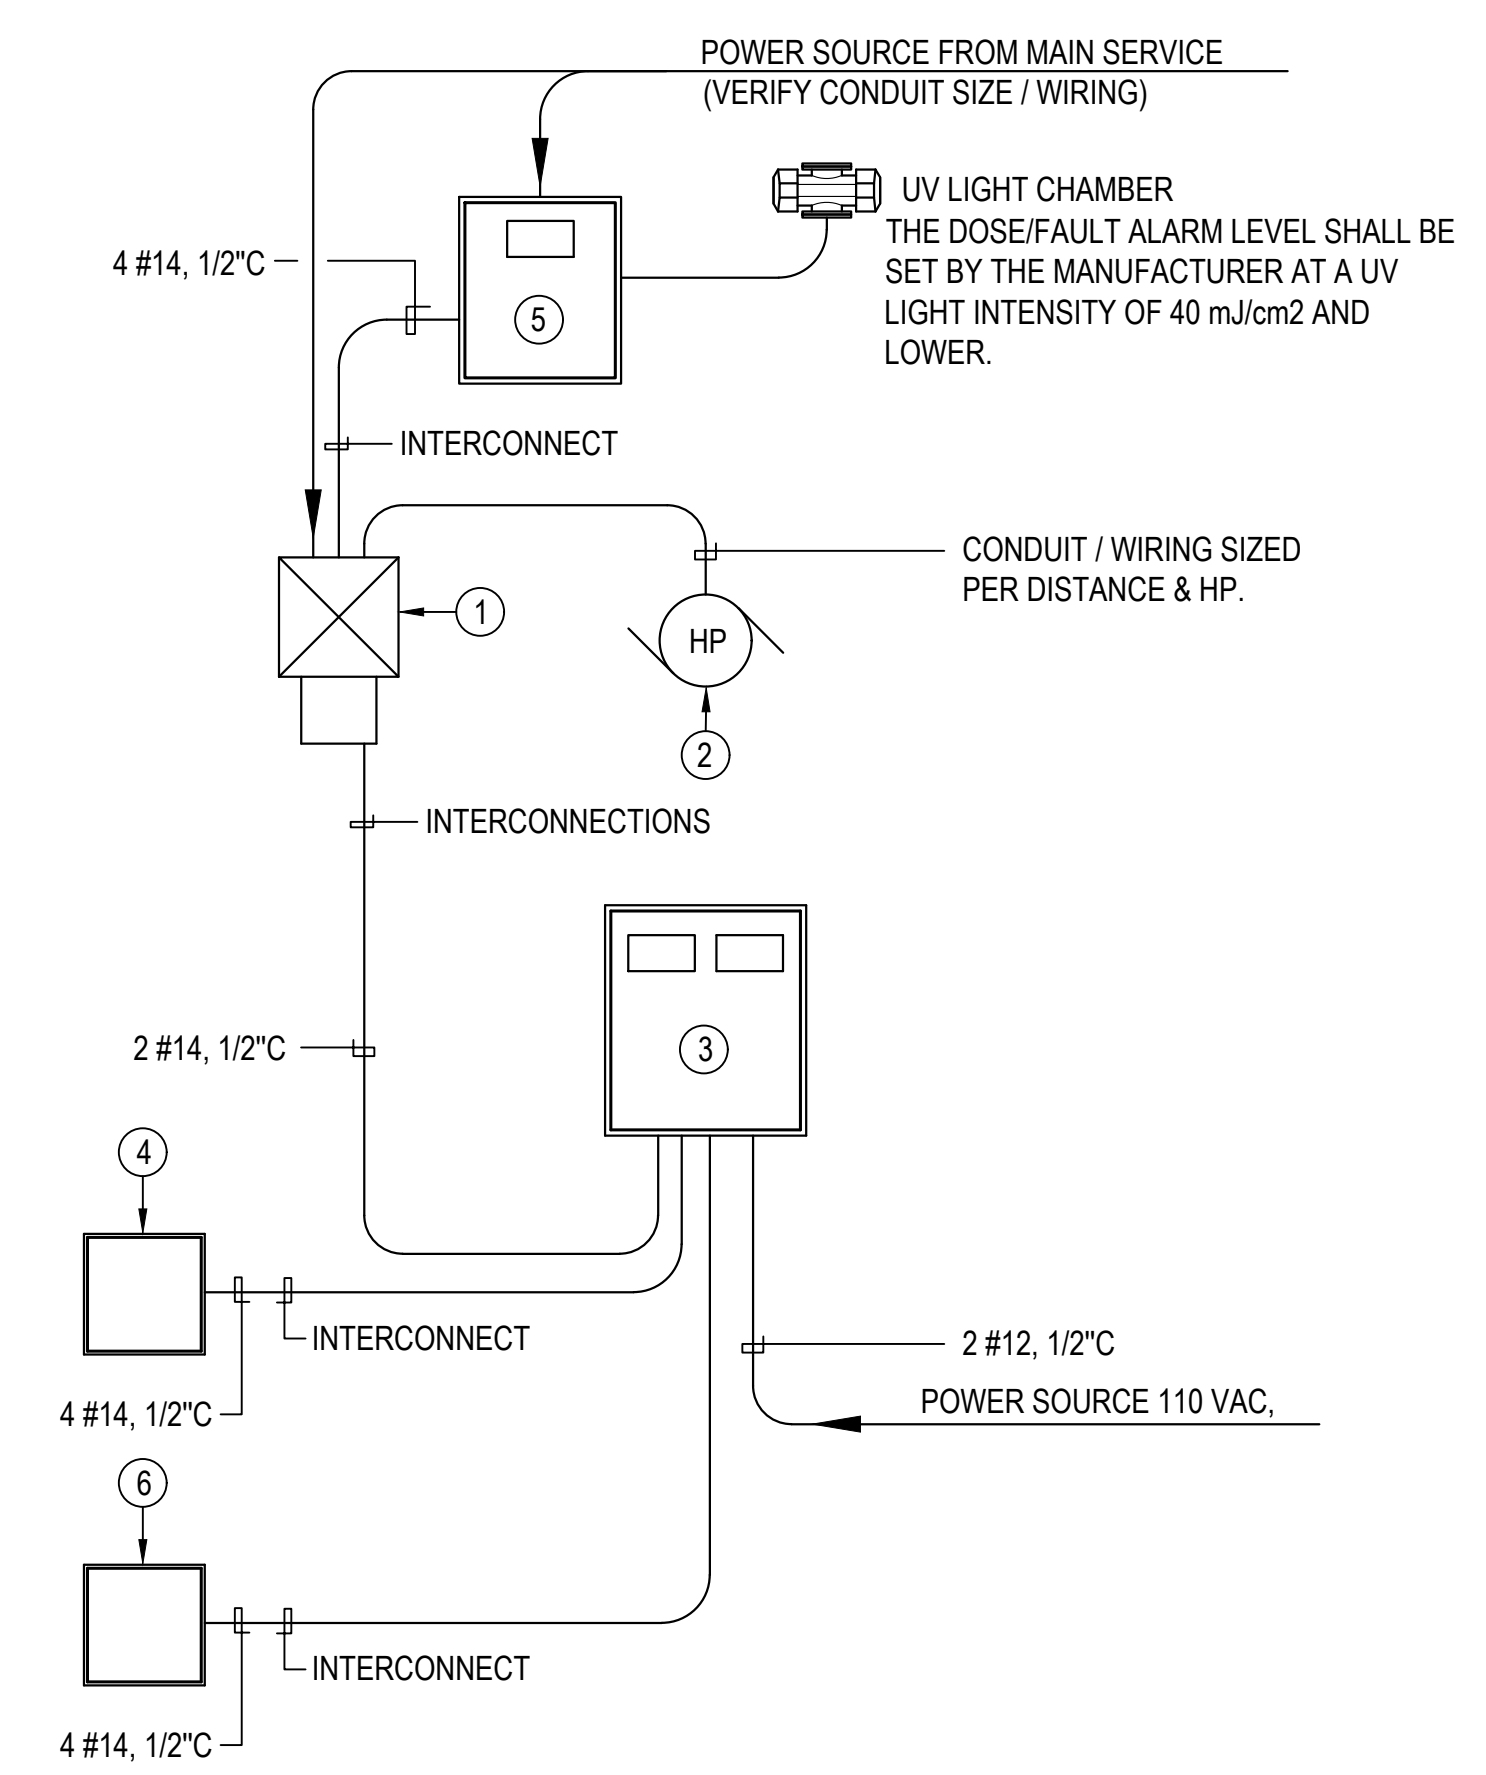 POWER SOURCE FROM MAIN SERVICE
(VERIFY CONDUIT SIZE / WIRING)
UV LIGHT CHAMBER
THE DOSE/FAULT ALARM LEVEL SHALL BE
SET BY THE MANUFACTURER AT A UV
LIGHT INTENSITY OF 40 mJ/cm2 AND
LOWER.
4 #14, 1/2"C
5
INTERCONNECT
CONDUIT / WIRING SIZED
PER DISTANCE & HP.
1
HP
2
INTERCONNECTIONS
2 #14, 1/2"C
3
4
INTERCONNECT
2 #12, 1/2"C
4 #14, 1/2"C
POWER SOURCE 110 VAC,
6
INTERCONNECT
4 #14, 1/2"C